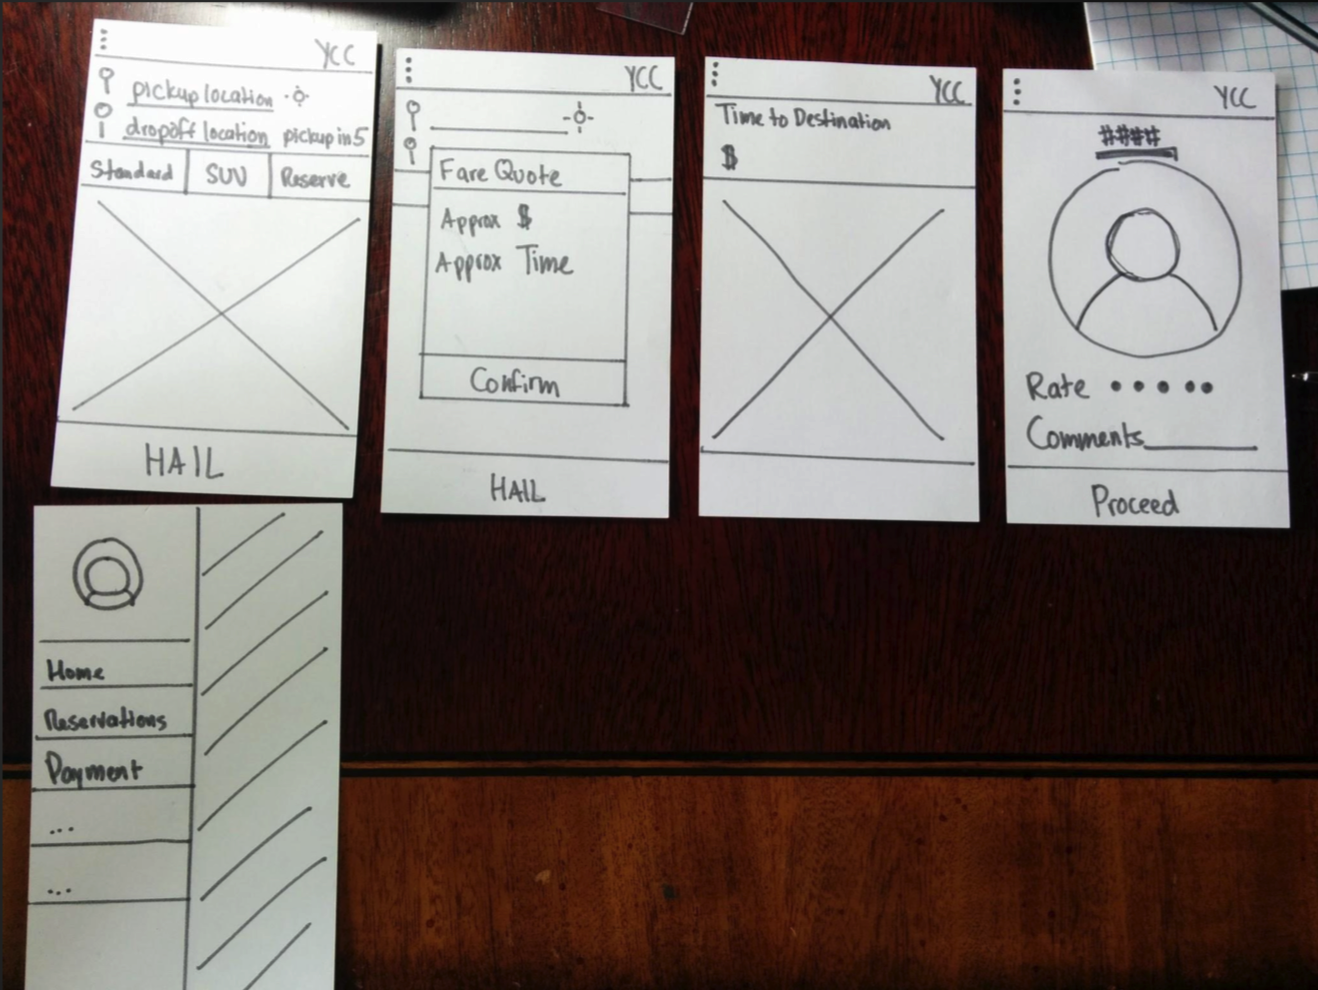 YCC
pickup location
dropoff location pickup in 5
Standard SUV Reserve
HAIL
YCC
Fare Quote
Approx $
Approx Time
Confirm
HAIL
YCC
Time to Destination
$
YCC
####
Rate
Comments
Proceed
Home
Reservations
Payment
...
...